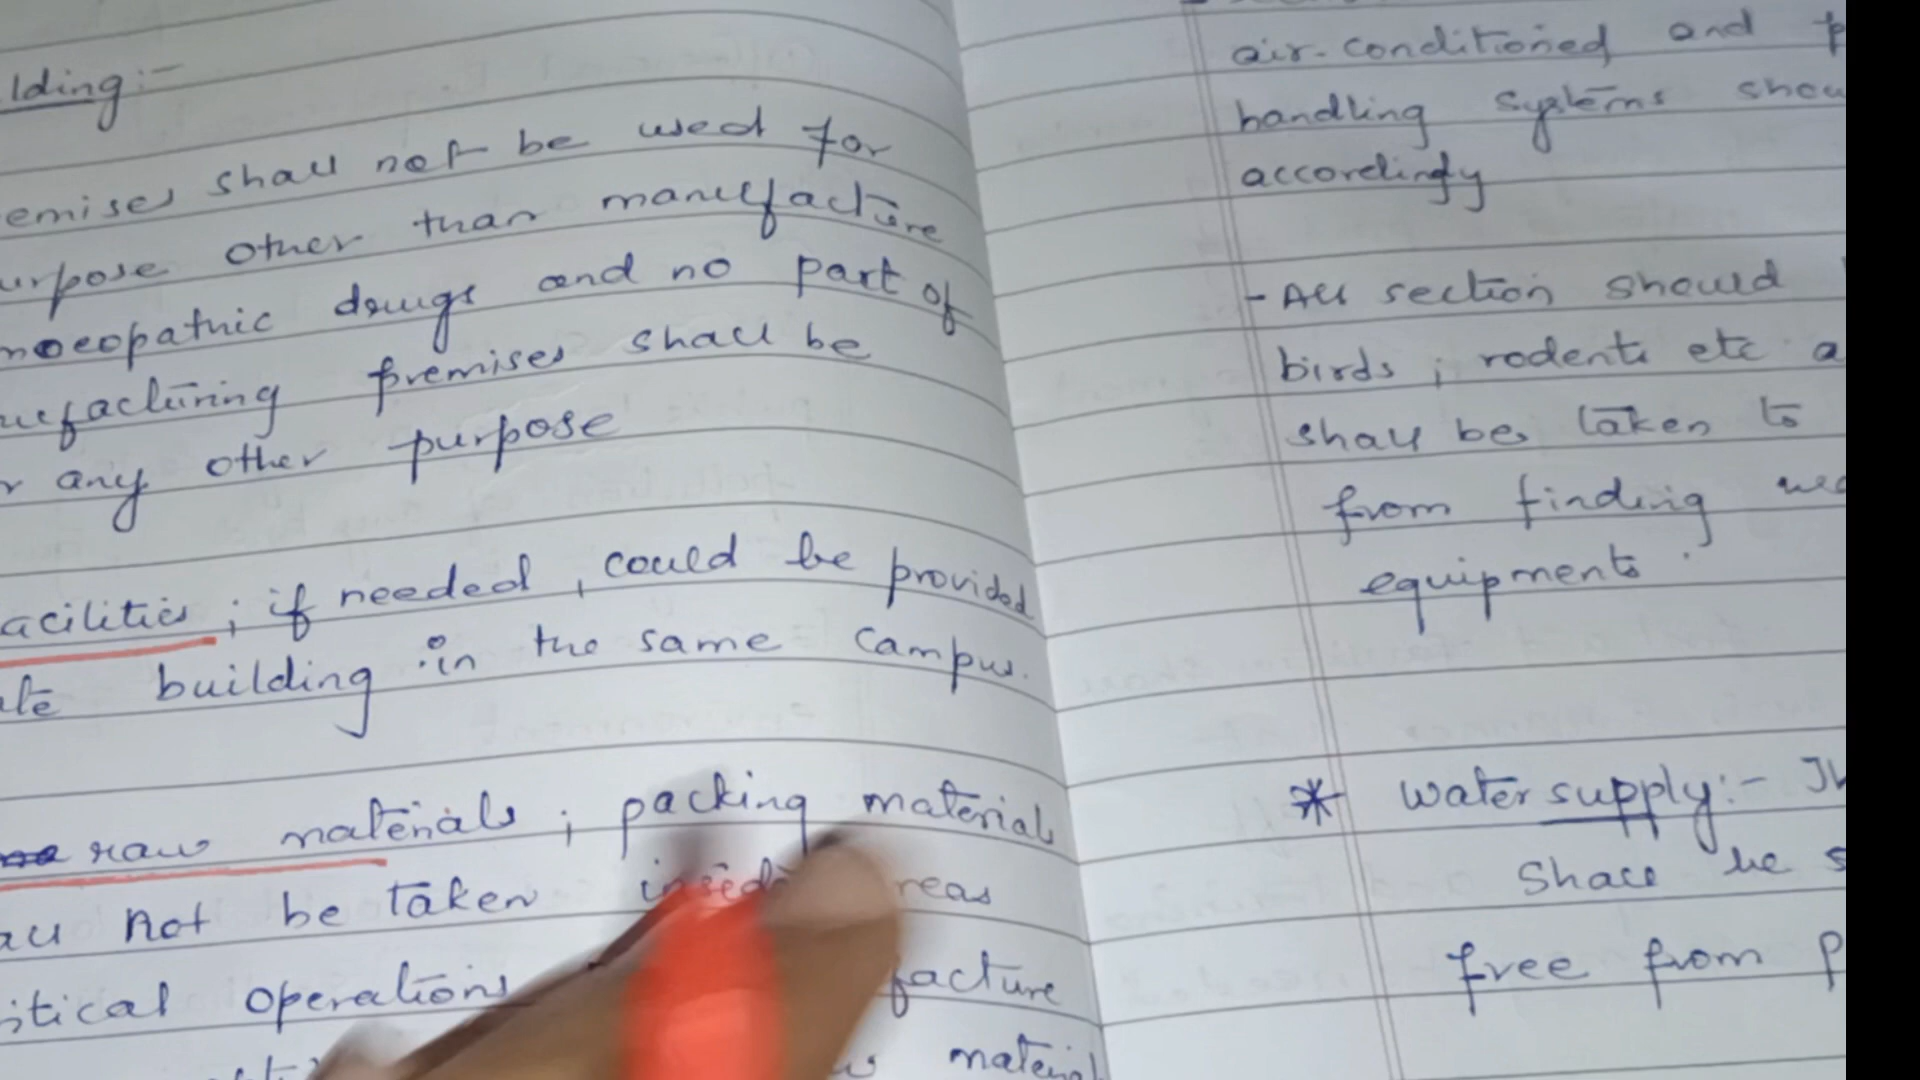 lding:-
emises shall not be used for
urpose other than manufacture
moeopathic drugs and no part of
ufacturing premises shall be
r any other purpose
acilities; if needed, could be provided
ate building in the same campus.
raw materials; packing material
not be taken inside reas
itical operations facture
material
air-conditioned and p
handling systems shou
accordingly
- All section should
birds; rodents etc a
shall be taken to
from finding
equipments.
* Water supply:-
Shall be s
free from p